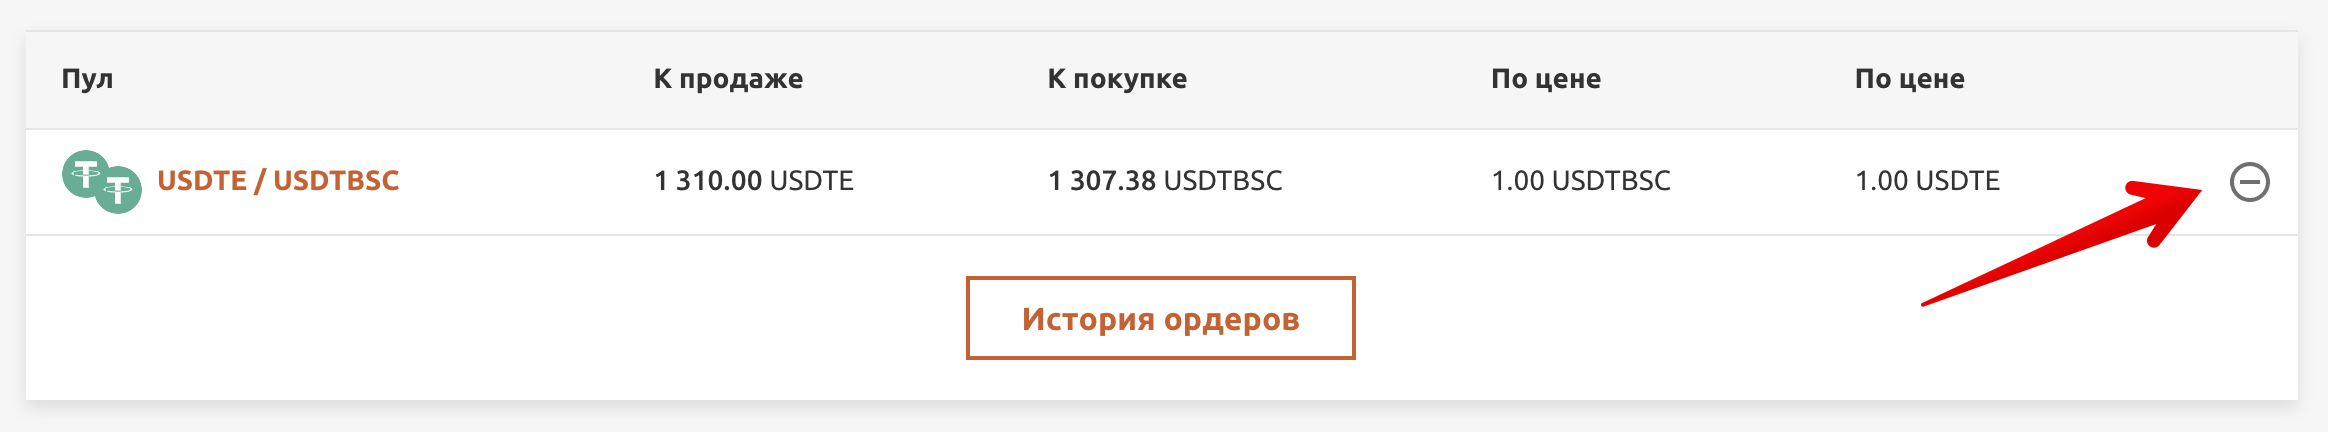 Пул К продаже К покупке По цене По цене
USDTE / USDTBSC 1 310.00 USDTE 1 307.38 USDTBSC 1.00 USDTBSC 1.00 USDTE
История ордеров